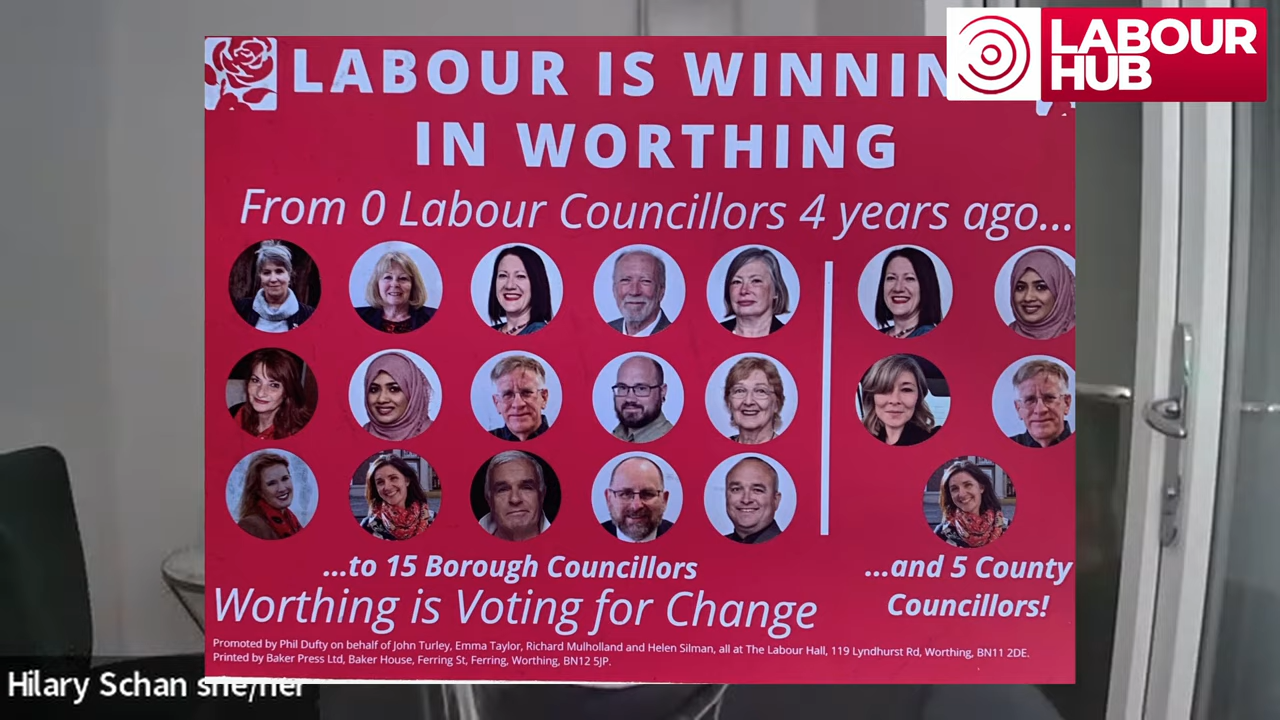 LABOUR IS WINNIN
IN WORTHING
From 0 Labour Councillors 4 years ago...
...to 15 Borough Councillors
...and 5 County
Councillors!
Worthing is Voting for Change
Promoted by Phil Dufty on behalf of John Turley, Emma Taylor, Richard Mulholland and Helen Silman, all at The Labour Hall, 119 Lyndhurst Rd, Worthing, BN11 2DE.
Printed by Baker Press Ltd, Baker House, Ferring St, Ferring, Worthing, BN12 5JP.
LABOUR
HUB
Hilary Schan she/her